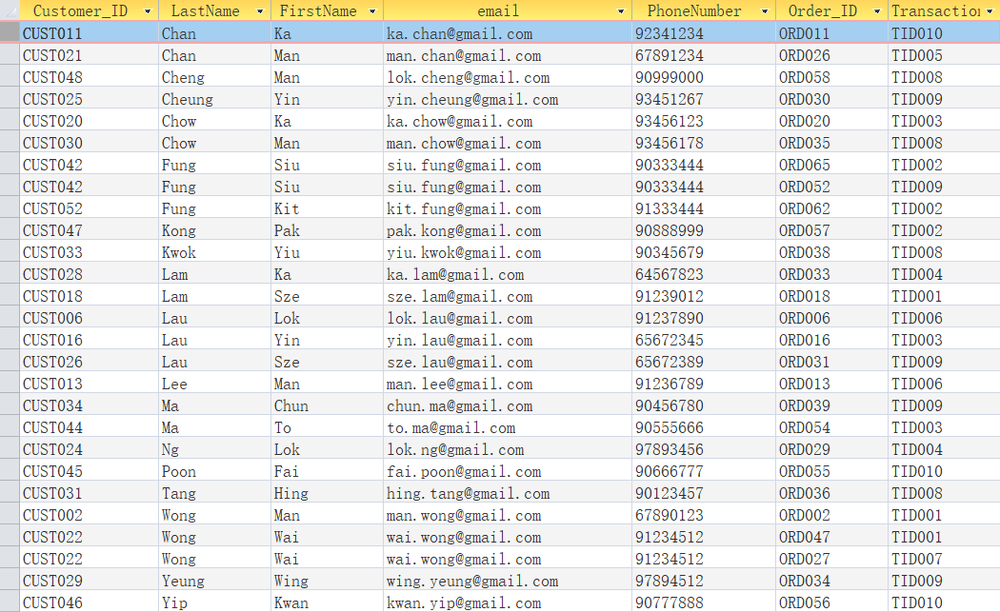 Customer_ID LastName FirstName email PhoneNumber Order_ID Transaction
CUST011 Chan Ka ka.chan@gmail.com 92341234 ORD011 TID010
CUST021 Chan Man man.chan@gmail.com 67891234 ORD026 TID005
CUST048 Cheng Man lok.cheng@gmail.com 90999000 ORD058 TID008
CUST025 Cheung Yin yin.cheung@gmail.com 93451267 ORD030 TID009
CUST020 Chow Ka ka.chow@gmail.com 93456123 ORD020 TID003
CUST030 Chow Man man.chow@gmail.com 93456178 ORD035 TID008
CUST042 Fung Siu siu.fung@gmail.com 90333444 ORD065 TID002
CUST042 Fung Siu siu.fung@gmail.com 90333444 ORD052 TID009
CUST052 Fung Kit kit.fung@gmail.com 91333444 ORD062 TID002
CUST047 Kong Pak pak.kong@gmail.com 90888999 ORD057 TID002
CUST033 Kwok Yiu yiu.kwok@gmail.com 90345679 ORD038 TID008
CUST028 Lam Ka ka.lam@gmail.com 64567823 ORD033 TID004
CUST018 Lam Sze sze.lam@gmail.com 91239012 ORD018 TID001
CUST006 Lau Lok lok.lau@gmail.com 91237890 ORD006 TID006
CUST016 Lau Yin yin.lau@gmail.com 65672345 ORD016 TID003
CUST026 Lau Sze sze.lau@gmail.com 65672389 ORD031 TID009
CUST013 Lee Man man.lee@gmail.com 91236789 ORD013 TID006
CUST034 Ma Chun chun.ma@gmail.com 90456780 ORD039 TID009
CUST044 Ma To to.ma@gmail.com 90555666 ORD054 TID003
CUST024 Ng Lok lok.ng@gmail.com 97893456 ORD029 TID004
CUST045 Poon Fai fai.poon@gmail.com 90666777 ORD055 TID010
CUST031 Tang Hing hing.tang@gmail.com 90123457 ORD036 TID008
CUST002 Wong Man man.wong@gmail.com 67890123 ORD002 TID001
CUST022 Wong Wai wai.wong@gmail.com 91234512 ORD047 TID001
CUST022 Wong Wai wai.wong@gmail.com 91234512 ORD027 TID007
CUST029 Yeung Wing wing.yeung@gmail.com 97894512 ORD034 TID009
CUST046 Yip Kwan kwan.yip@gmail.com 90777888 ORD056 TID010